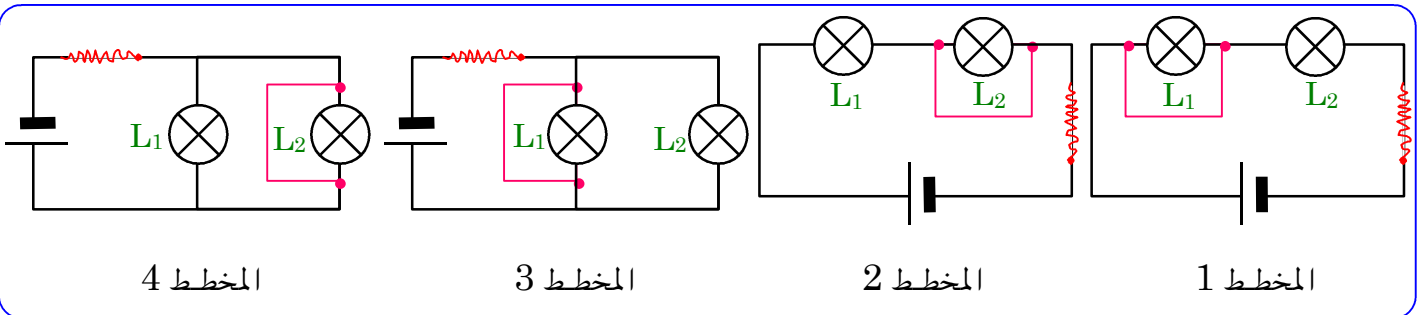 L₁ L₂
L₁ L₂
L₁ L₂
L₁ L₂
المخطط 1
المخطط 2
المخطط 3
المخطط 4